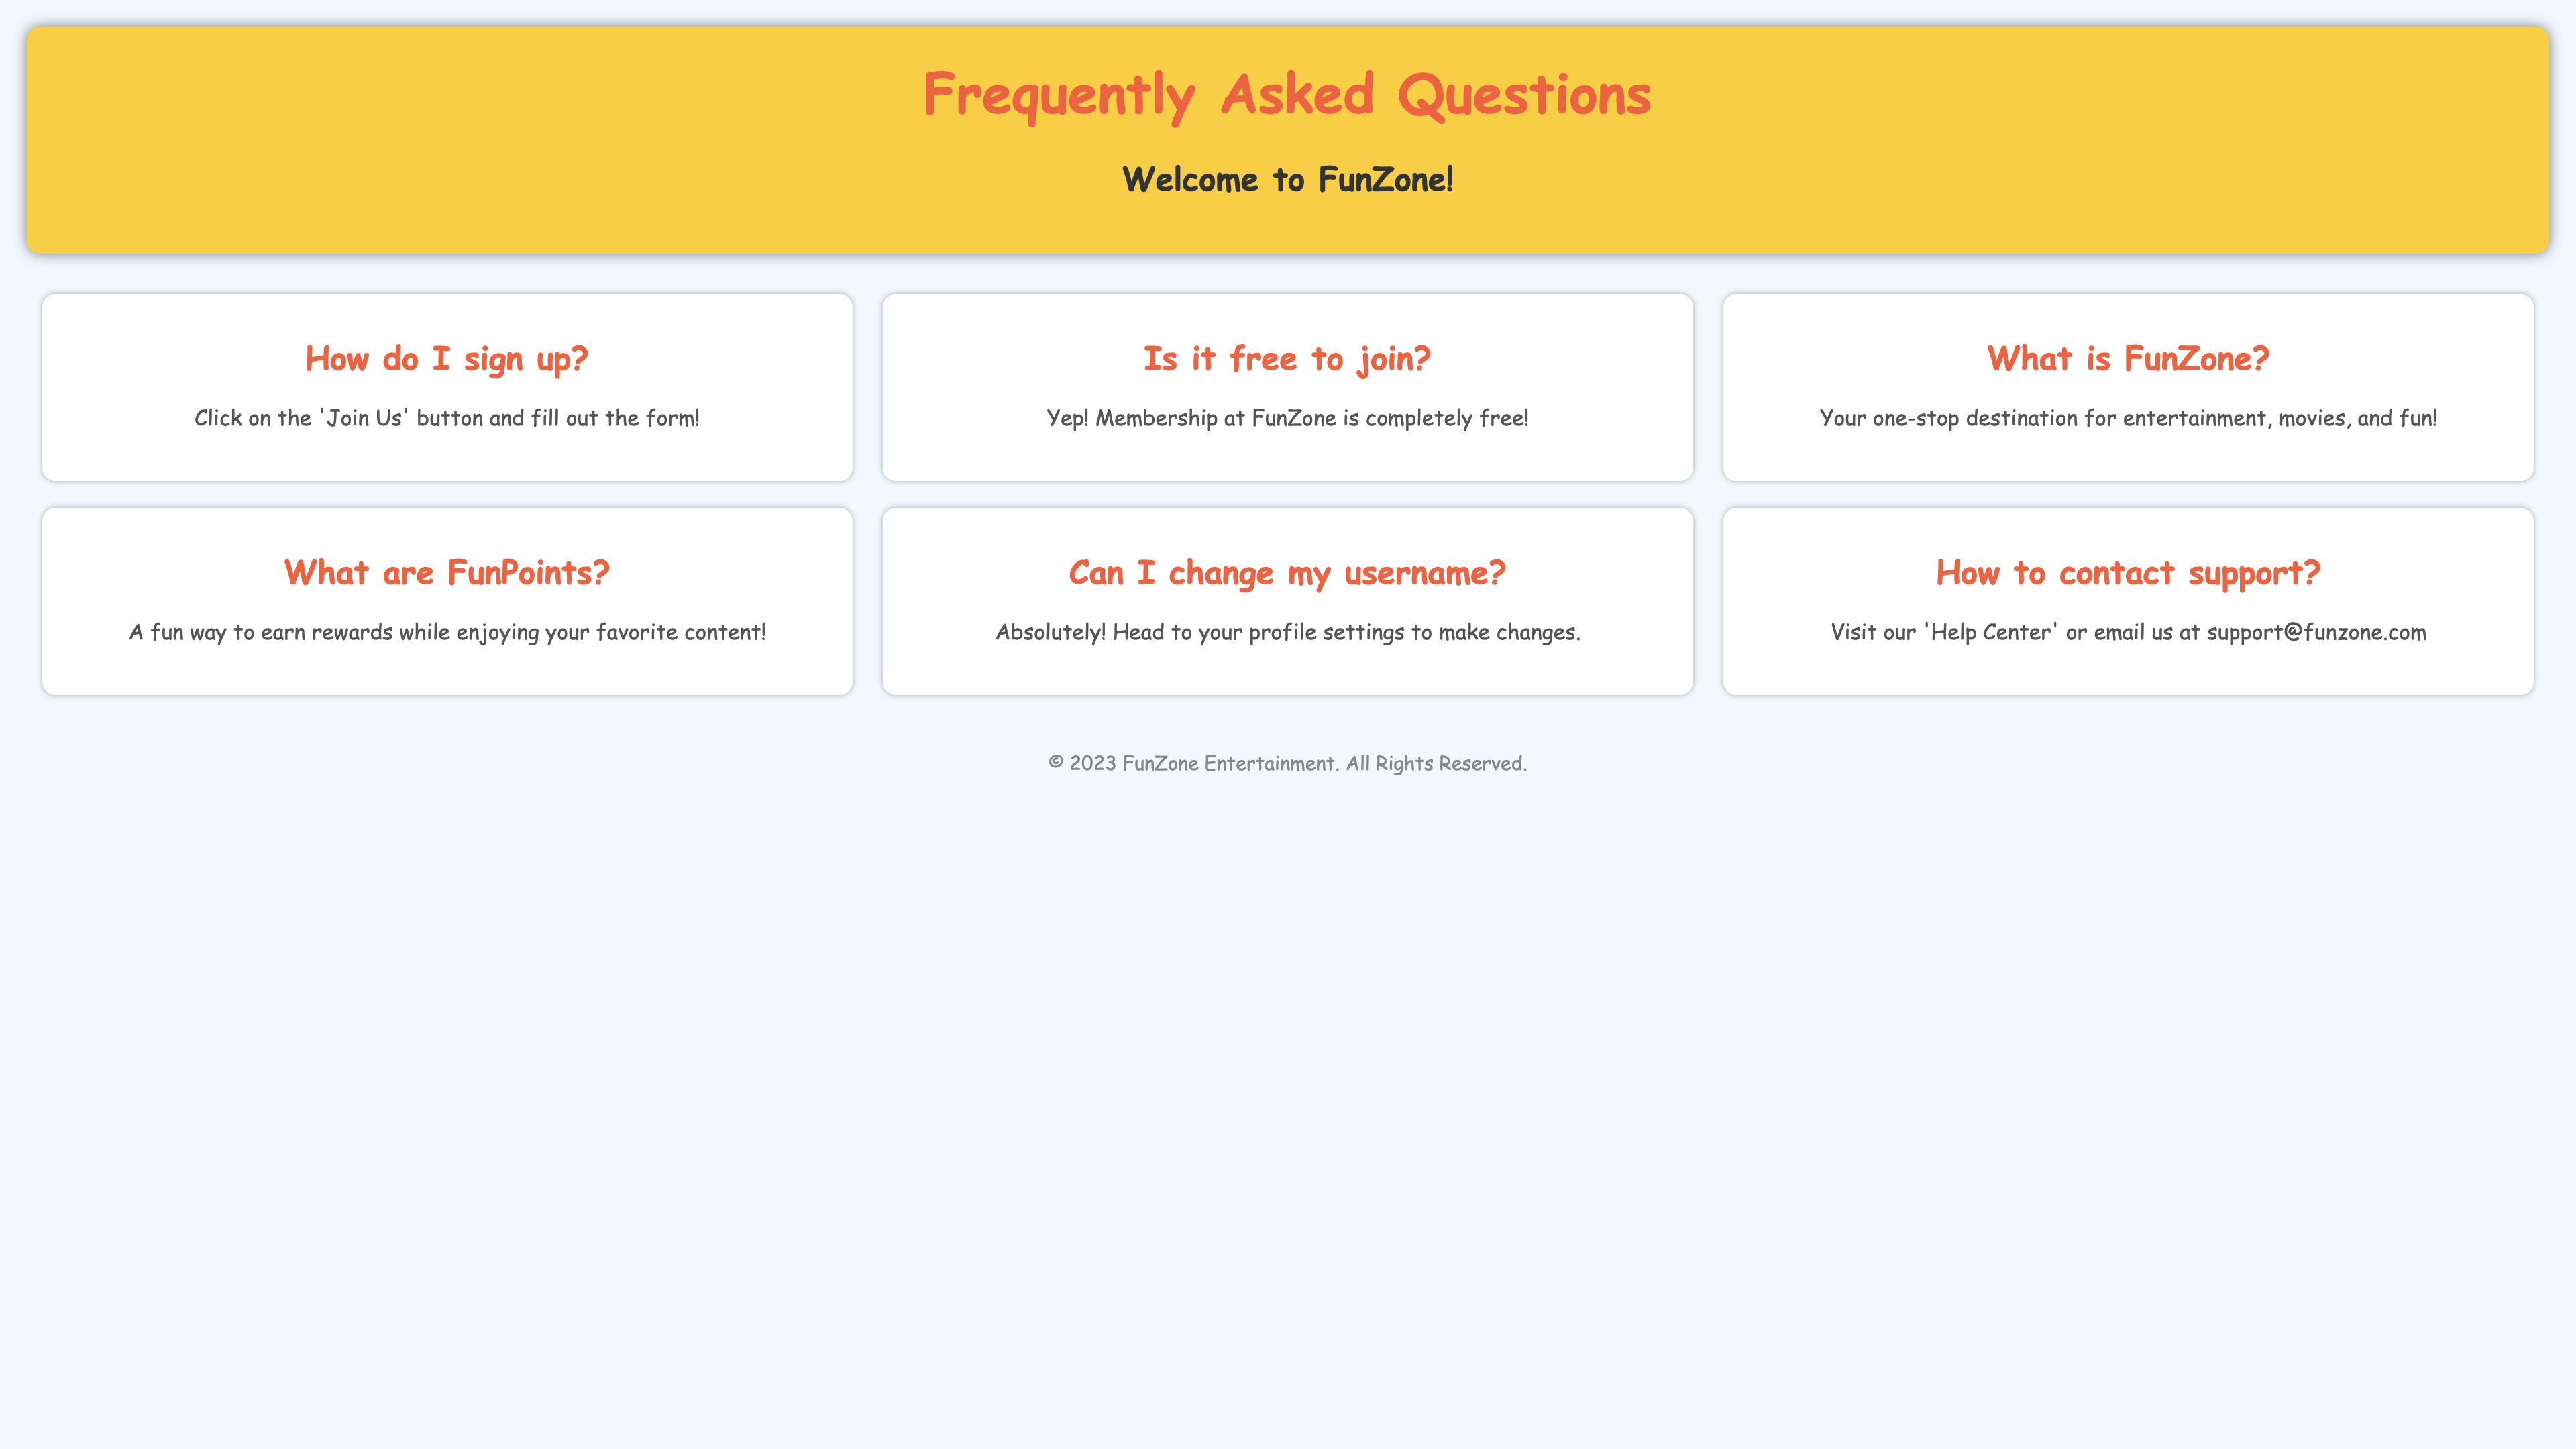 Frequently Asked Questions
Welcome to FunZone!
How do I sign up?
Click on the 'Join Us' button and fill out the form!
Is it free to join?
Yep! Membership at FunZone is completely free!
What is FunZone?
Your one-stop destination for entertainment, movies, and fun!
What are FunPoints?
A fun way to earn rewards while enjoying your favorite content!
Can I change my username?
Absolutely! Head to your profile settings to make changes.
How to contact support?
Visit our 'Help Center' or email us at support@funzone.com
© 2023 FunZone Entertainment. All Rights Reserved.